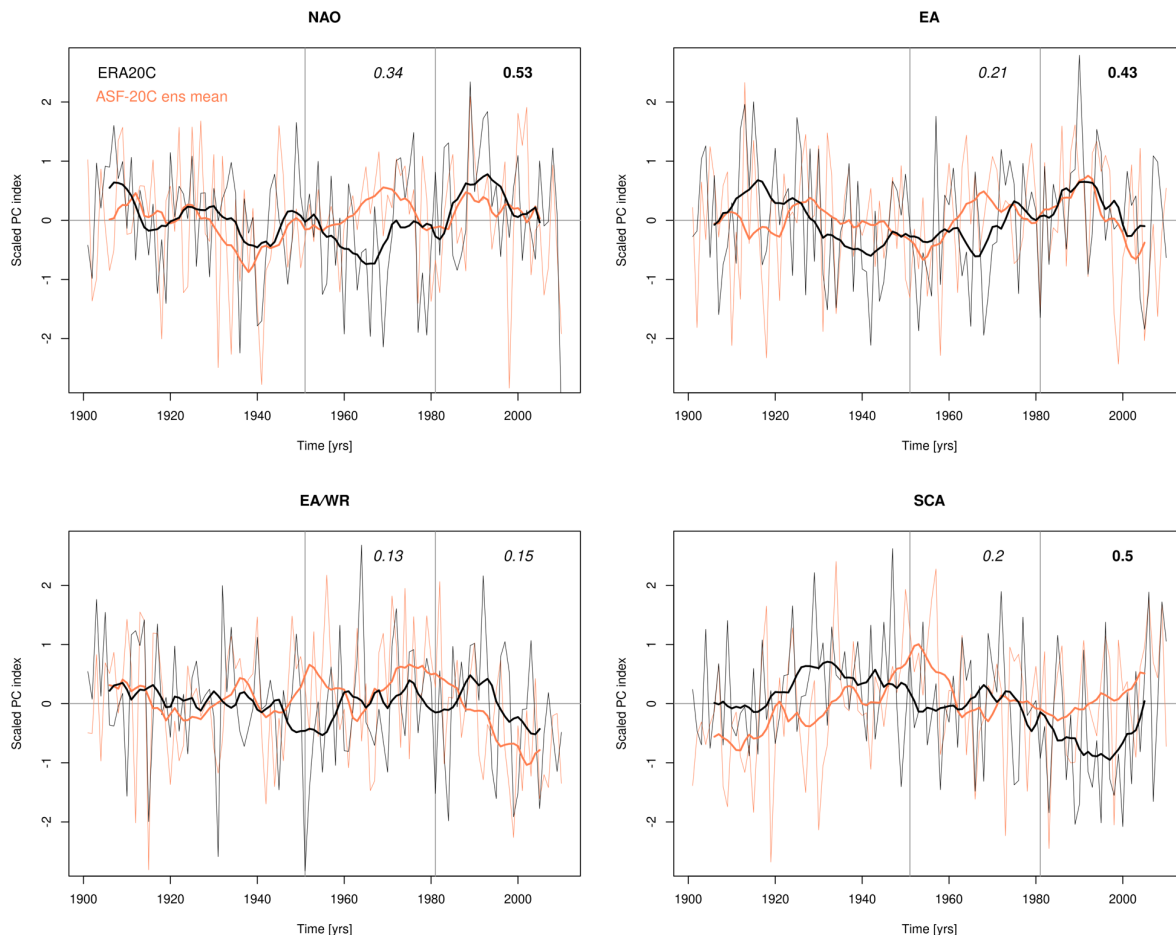 NAO
ERA20C
ASF-20C ens mean
0.34
0.53
Scaled PC index
2
1
0
-1
-2
1900 1920 1940 1960 1980 2000
Time [yrs]
EA
0.21
0.43
Scaled PC index
2
1
0
-1
-2
1900 1920 1940 1960 1980 2000
Time [yrs]
EA/WR
0.13
0.15
Scaled PC index
2
1
0
-1
-2
1900 1920 1940 1960 1980 2000
Time [yrs]
SCA
0.2
0.5
Scaled PC index
2
1
0
-1
-2
1900 1920 1940 1960 1980 2000
Time [yrs]